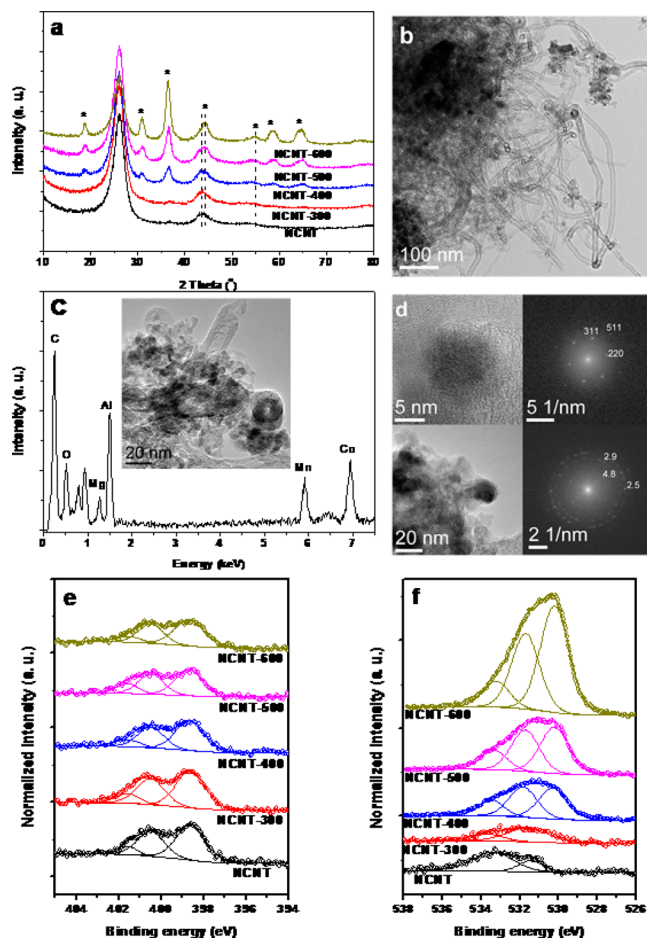 a
Intensity (a. u.)
* * * * * * *
NCNT-600
NCNT-500
NCNT-400
NCNT-300
NCNT
10 20 30 40 50 60 70 80
2 Theta (°)
b
100 nm
C
Intensity (a. u.)
C
O
Mg
Al
Mn
Co
20 nm
0 1 2 3 4 5 6 7
Energy (keV)
d
5 nm
311 511
220
5 1/nm
20 nm
2.9
4.8
2.5
2 1/nm
e
Normalized Intensity (a. u.)
NCNT-600
NCNT-500
NCNT-400
NCNT-300
NCNT
404 402 400 398 396 394
Binding energy (eV)
f
Normalized Intensity (a. u.)
NCNT-600
NCNT-500
NCNT-400
NCNT-300
NCNT
538 536 534 532 530 528 526
Binding energy (eV)